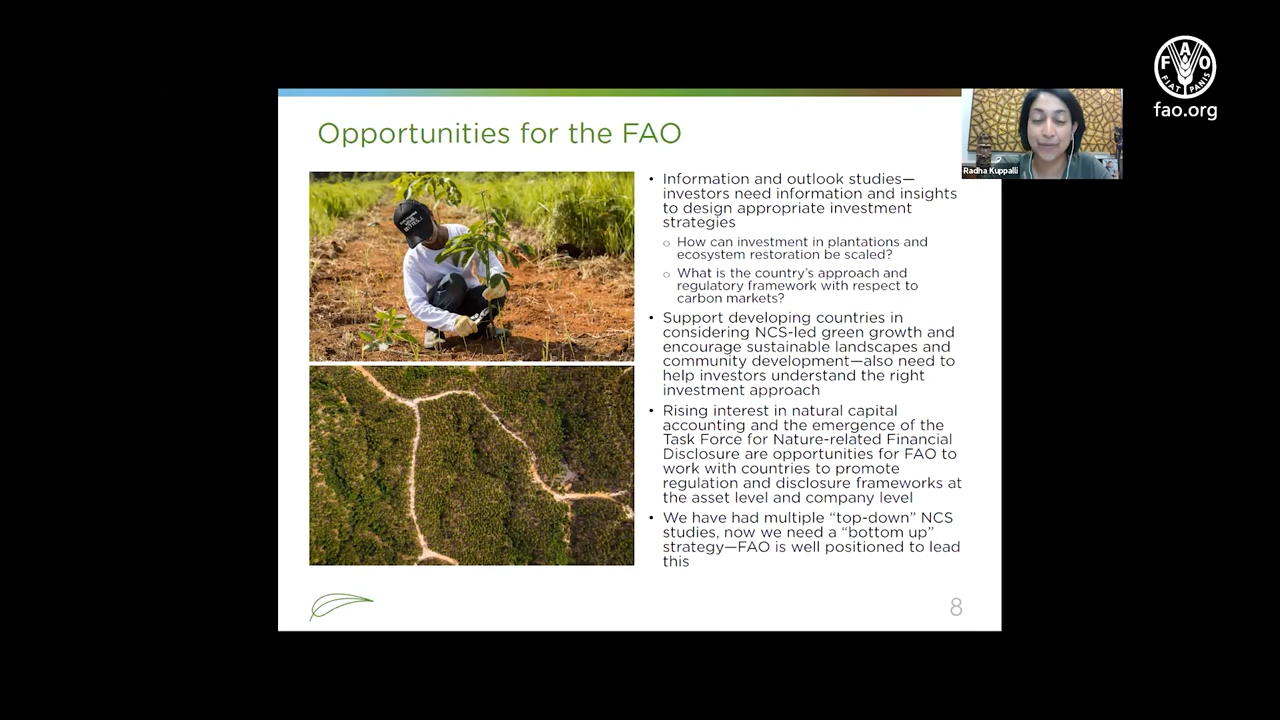 FAO
FIAT PANIS
fao.org
Opportunities for the FAO
Radha Kuppalli
• Information and outlook studies—
investors need information and insights
to design appropriate investment
strategies
o How can investment in plantations and
ecosystem restoration be scaled?
o What is the country's approach and
regulatory framework with respect to
carbon markets?
• Support developing countries in
considering NCS-led green growth and
encourage sustainable landscapes and
community development—also need to
help investors understand the right
investment approach
• Rising interest in natural capital
accounting and the emergence of the
Task Force for Nature-related Financial
Disclosure are opportunities for FAO to
work with countries to promote
regulation and disclosure frameworks at
the asset level and company level
• We have had multiple “top-down” NCS
studies, now we need a “bottom up”
strategy—FAO is well positioned to lead
this
8